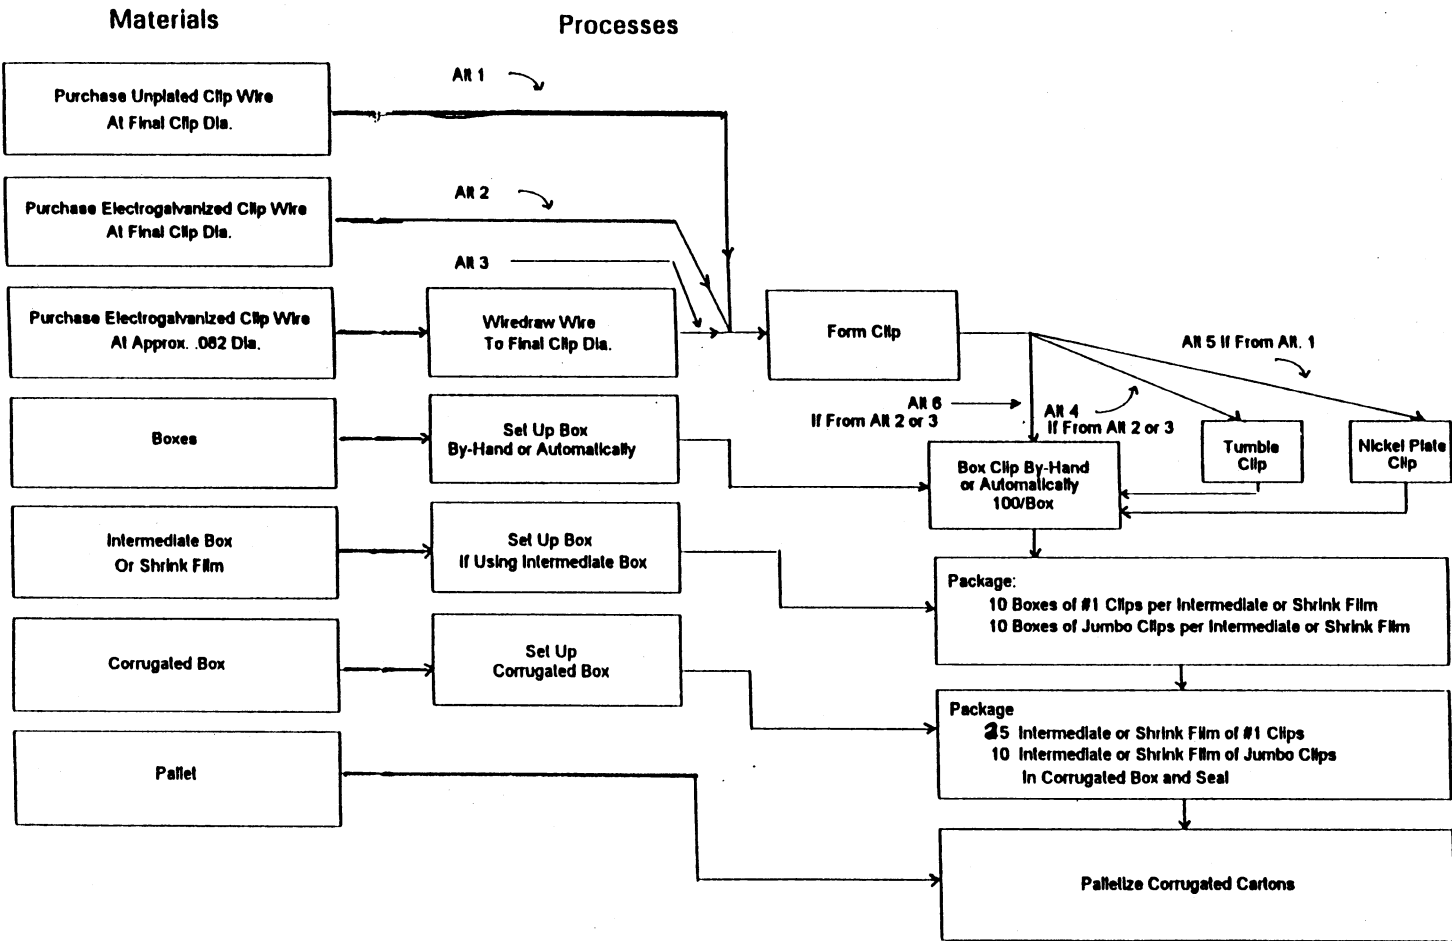 Materials
Processes
Purchase Unplated Clip Wire
At Final Clip Dia.
Alt 1
Purchase Electrogalvanized Clip Wire
At Final Clip Dia.
Alt 2
Alt 3
Purchase Electrogalvanized Clip Wire
At Approx. .082 Dia.
Wiredraw Wire
To Final Clip Dia.
Form Clip
Alt 5 If From Alt. 1
Alt 6
If From Alt 2 or 3
Alt 4
If From Alt 2 or 3
Boxes
Set Up Box
By-Hand or Automatically
Box Clip By-Hand
or Automatically
100/Box
Tumble
Clip
Nickel Plate
Clip
Intermediate Box
Or Shrink Film
Set Up Box
If Using Intermediate Box
Package:
10 Boxes of #1 Clips per Intermediate or Shrink Film
10 Boxes of Jumbo Clips per Intermediate or Shrink Film
Corrugated Box
Set Up
Corrugated Box
Package
25 Intermediate or Shrink Film of #1 Clips
10 Intermediate or Shrink Film of Jumbo Clips
In Corrugated Box and Seal
Pallet
Palletize Corrugated Cartons